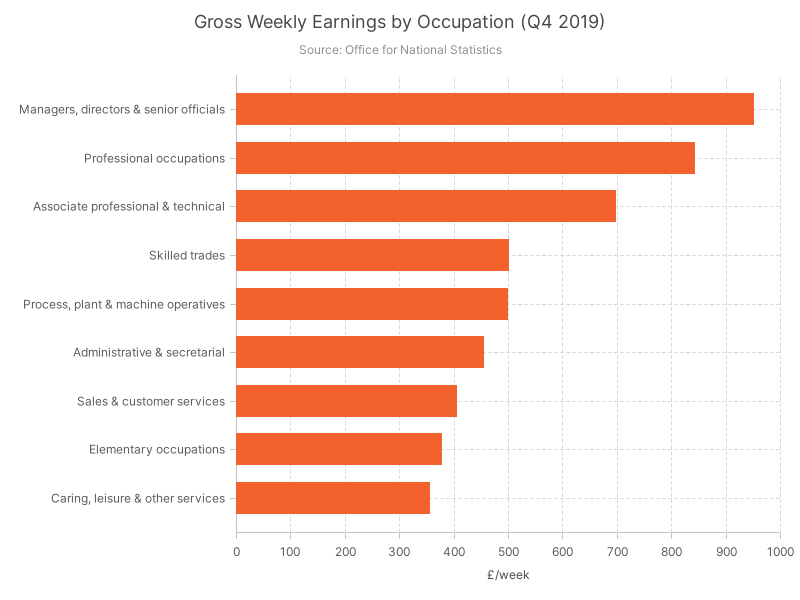 Gross Weekly Earnings by Occupation (Q4 2019)
Source: Office for National Statistics
Managers, directors & senior officials
Professional occupations
Associate professional & technical
Skilled trades
Process, plant & machine operatives
Administrative & secretarial
Sales & customer services
Elementary occupations
Caring, leisure & other services
0 100 200 300 400 500 600 700 800 900 1000
£/week